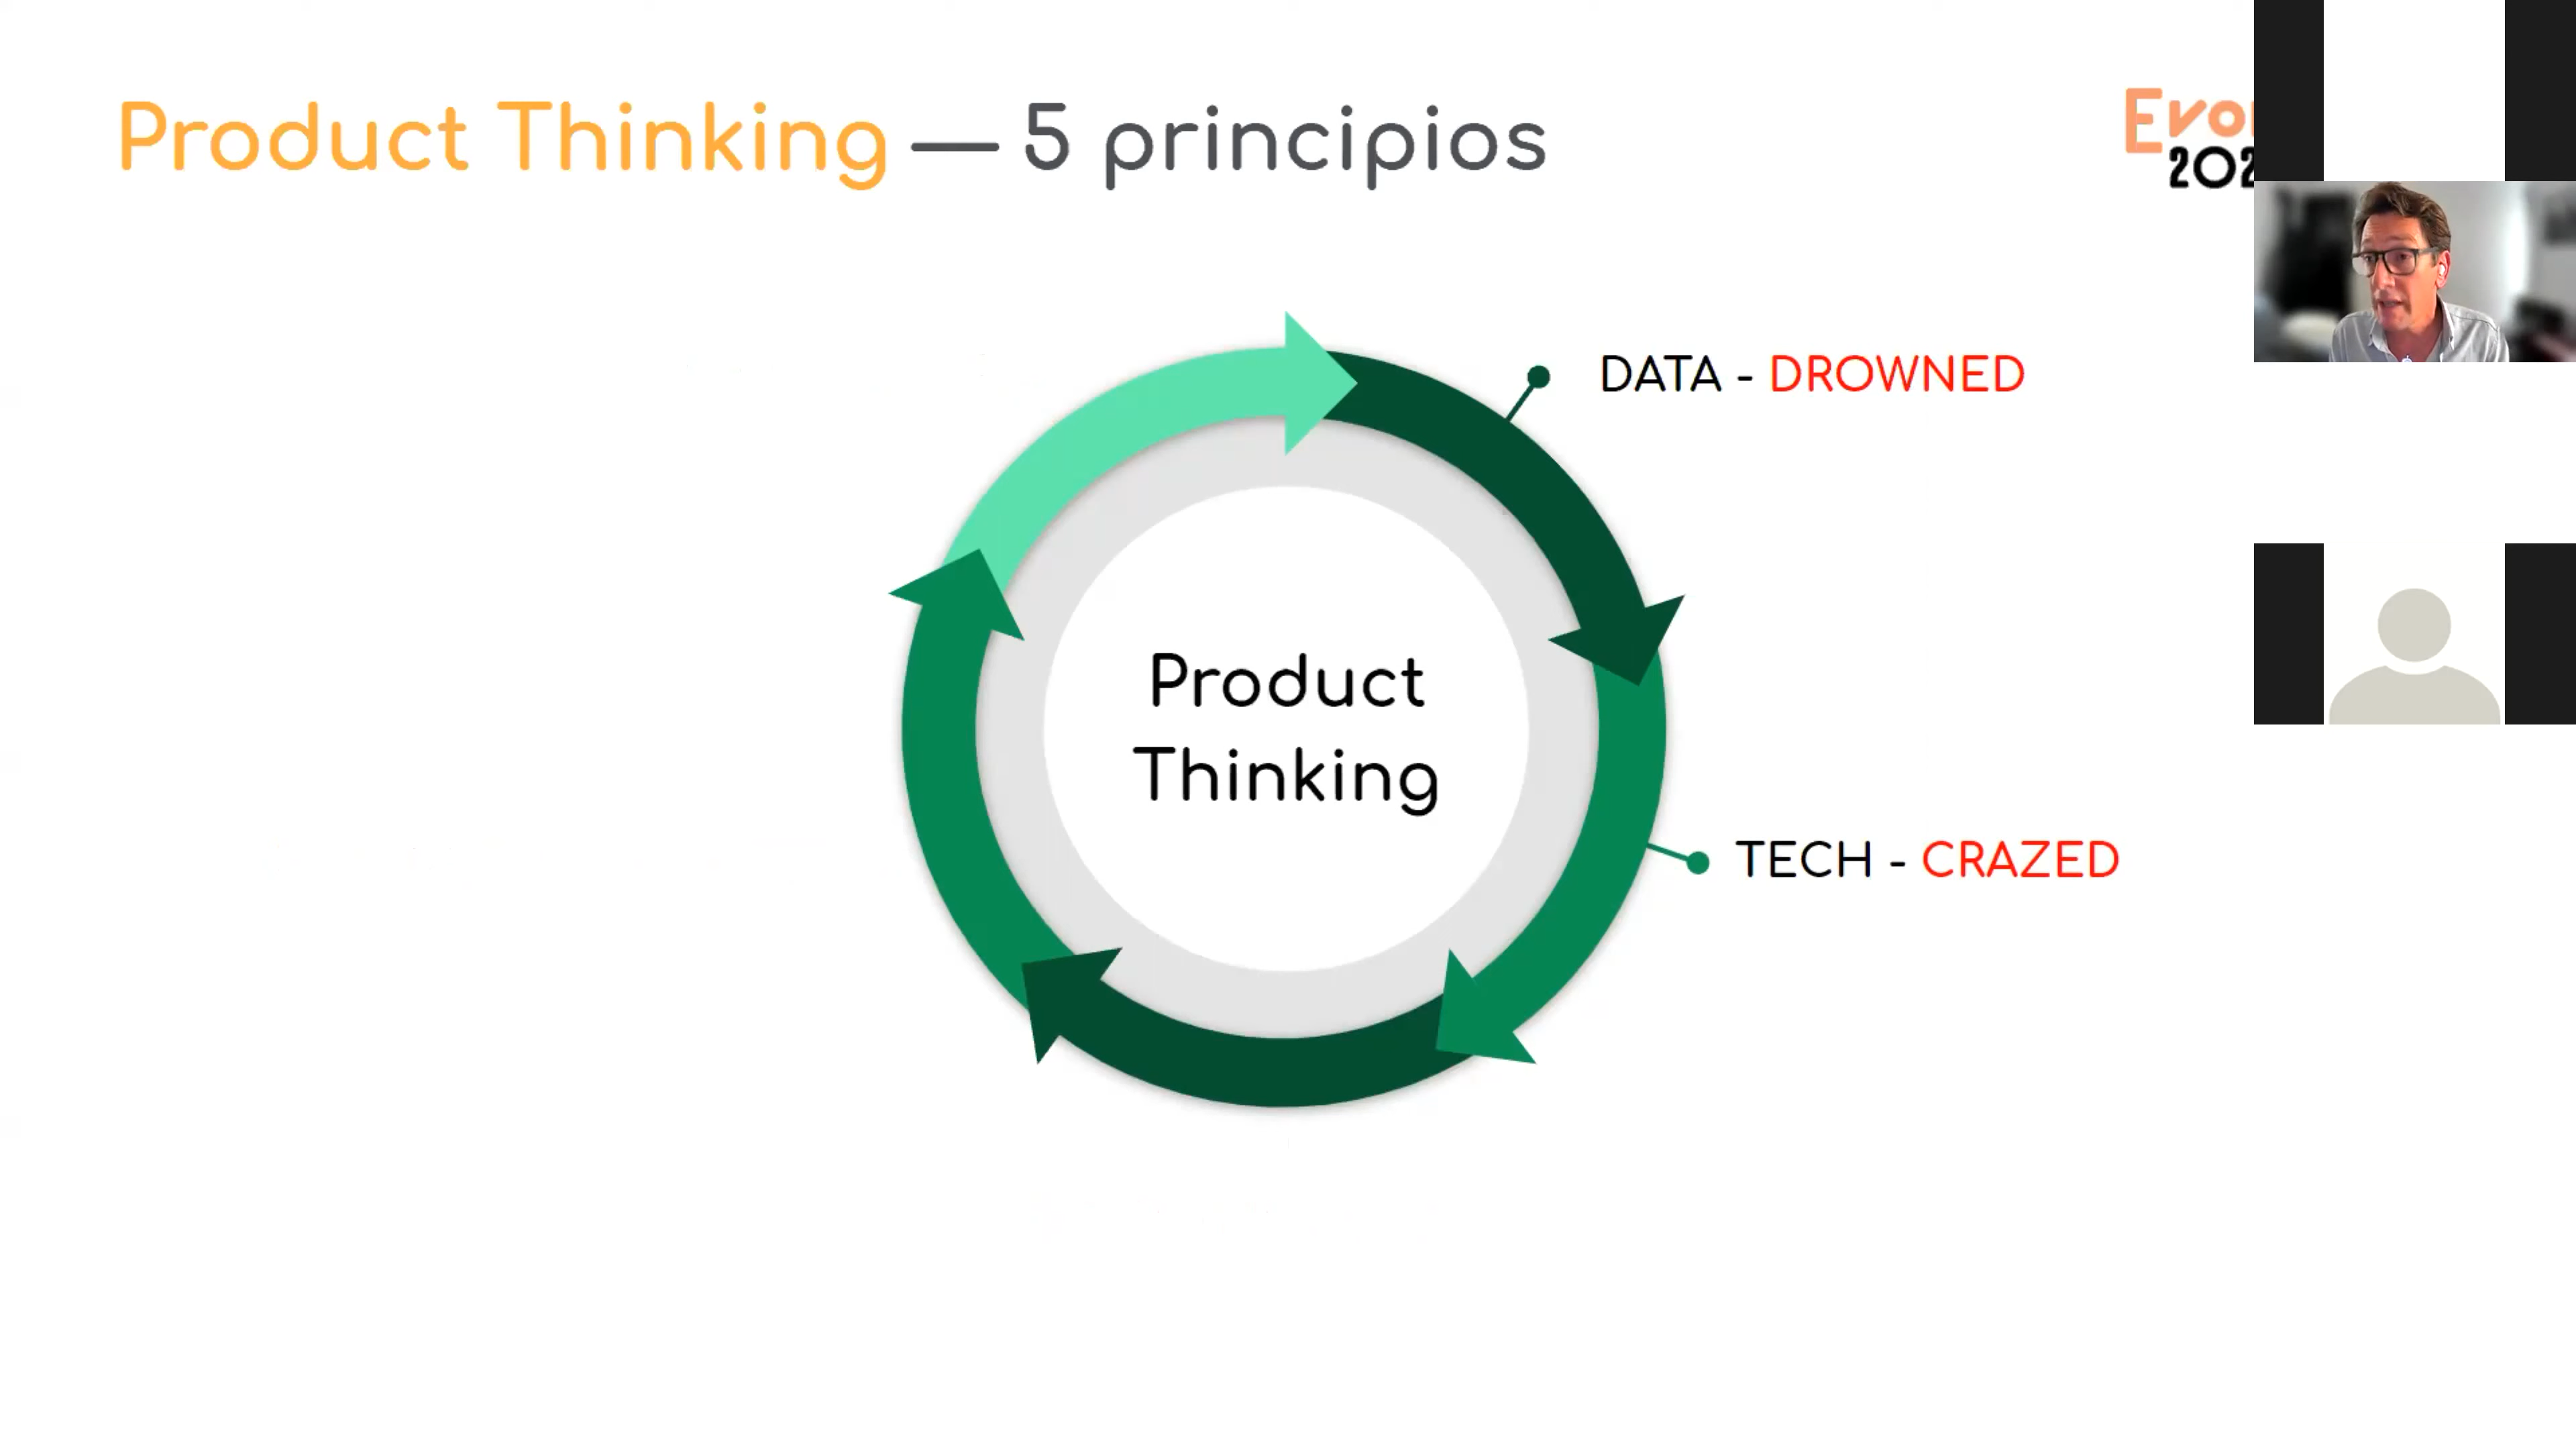 Product Thinking — 5 principios
DATA - DROWNED
Product
Thinking
TECH - CRAZED